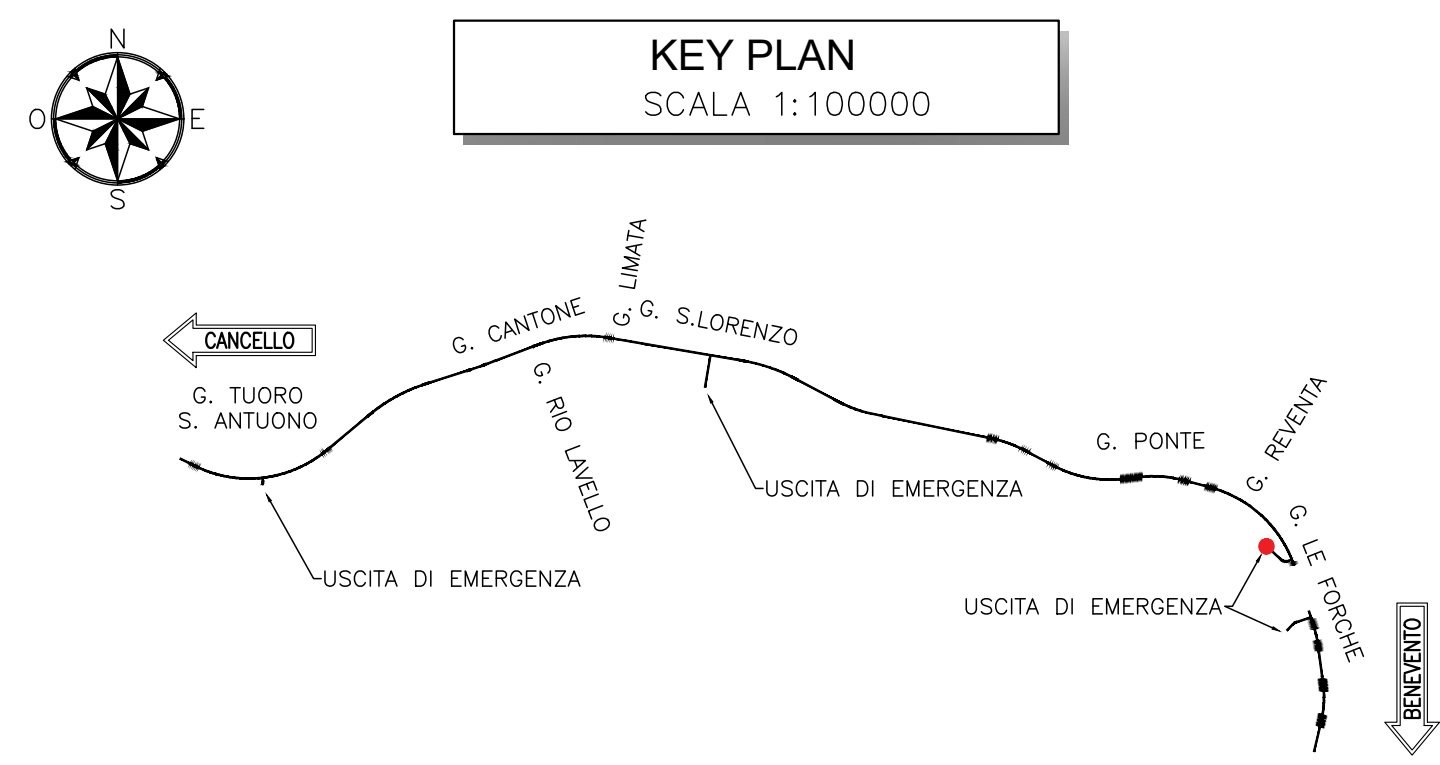 N
O
E
S
KEY PLAN
SCALA 1:100000
CANCELLO
G. TUORO
S. ANTUONO
G. CANTONE
G. LIMATA
G. S.LORENZO
G. RIO LAVELLO
USCITA DI EMERGENZA
USCITA DI EMERGENZA
G. PONTE
G. REVENTA
G. LE FORCHE
USCITA DI EMERGENZA
BENEVENTO